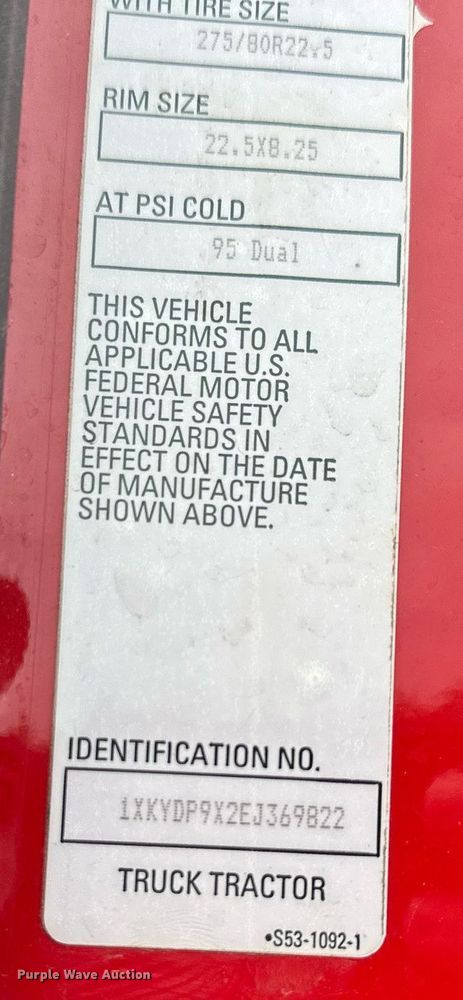 WITH TIRE SIZE
275/80R22.5
RIM SIZE
22.5X8.25
AT PSI COLD
95 Dual
THIS VEHICLE
CONFORMS TO ALL
APPLICABLE U.S.
FEDERAL MOTOR
VEHICLE SAFETY
STANDARDS IN
EFFECT ON THE DATE
OF MANUFACTURE
SHOWN ABOVE.
IDENTIFICATION NO.
1XKYDP9X2EJ369822
TRUCK TRACTOR
•S53-1092-1
Purple Wave Auction